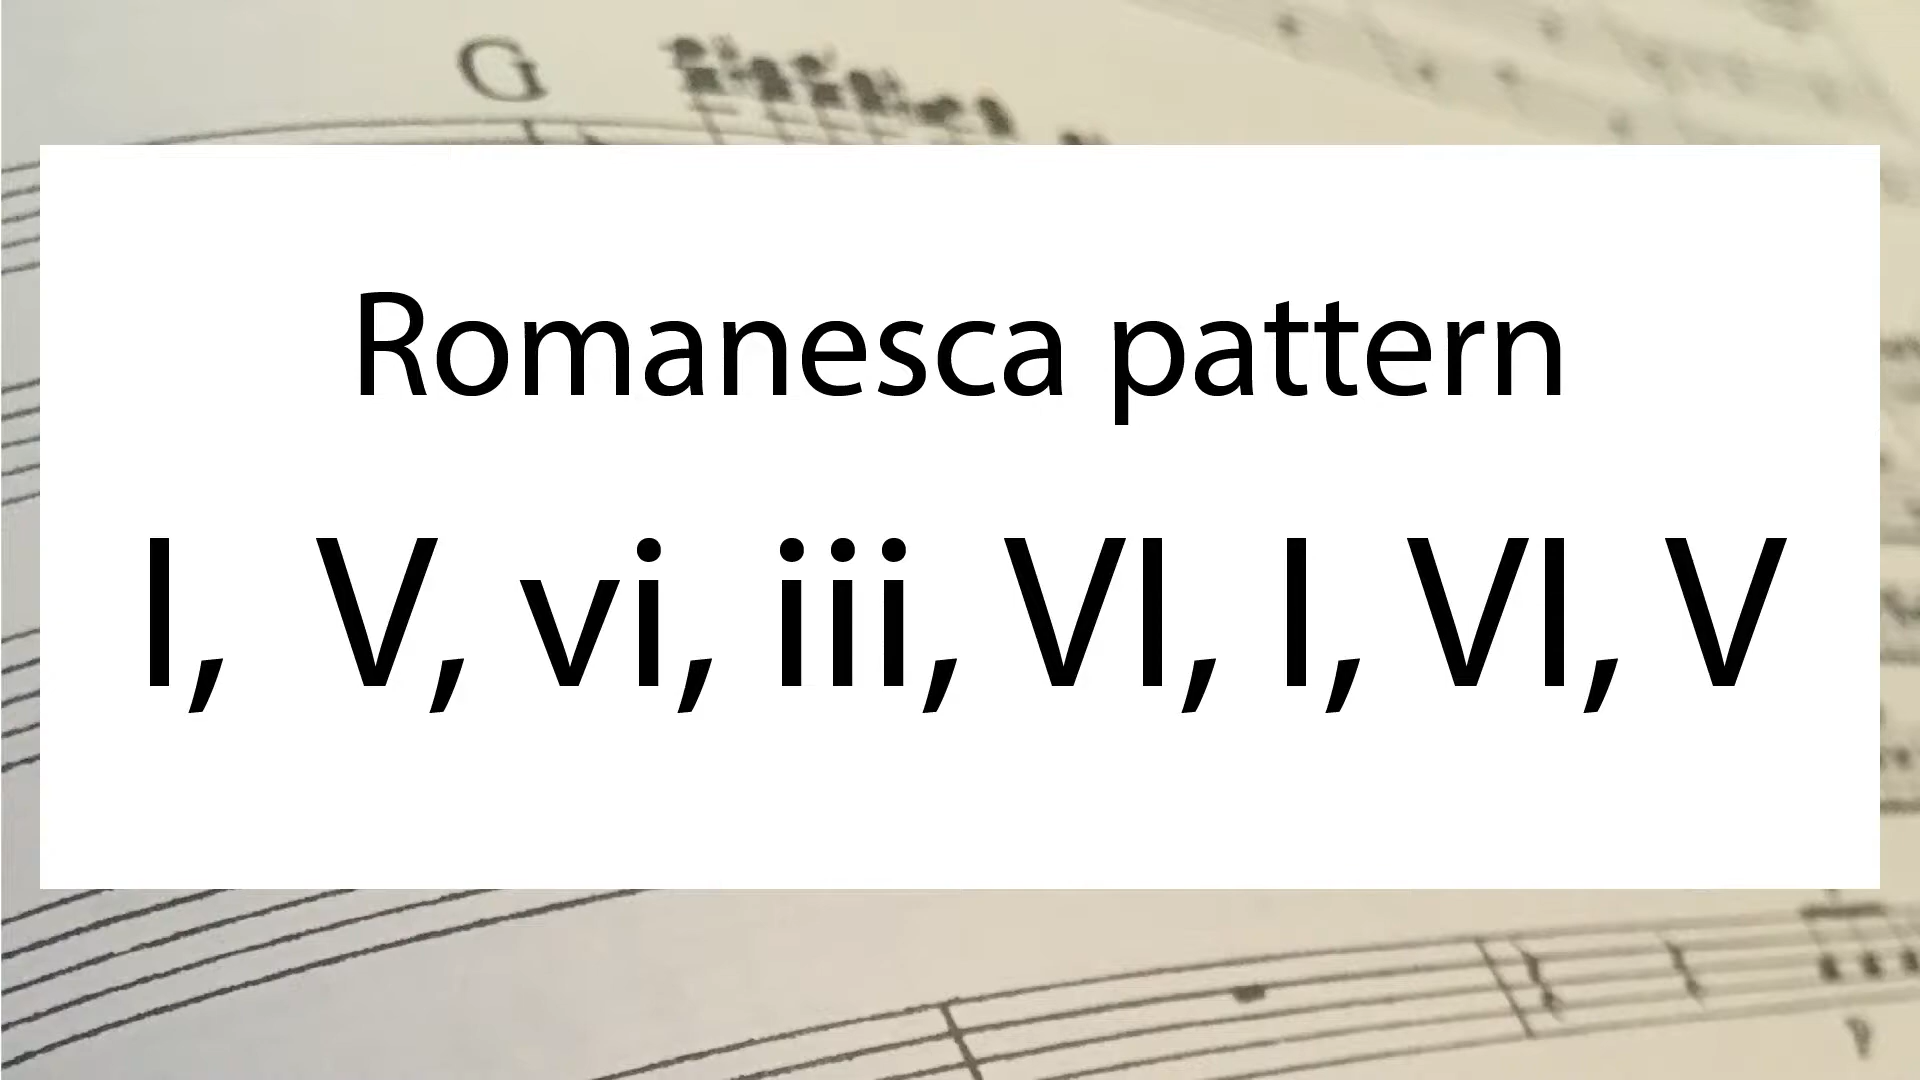 G
Romanesca pattern
I, V, vi, iii, VI, I, VI, V